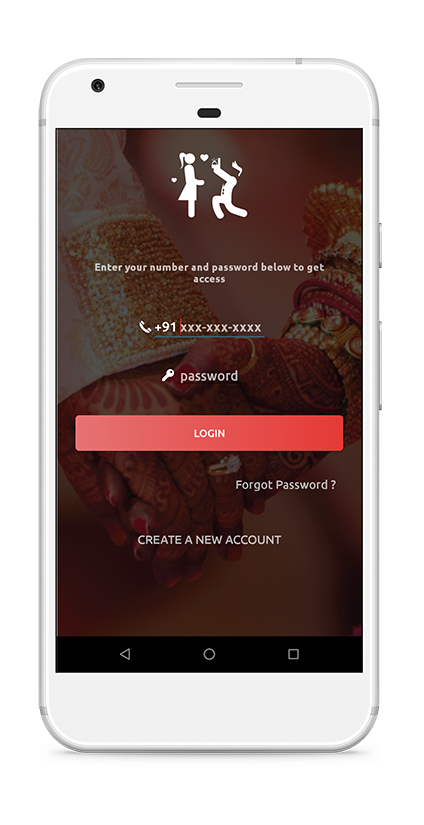 Enter your number and password below to get
access
+91 xxx-xxx-xxxx
password
LOGIN
Forgot Password ?
CREATE A NEW ACCOUNT